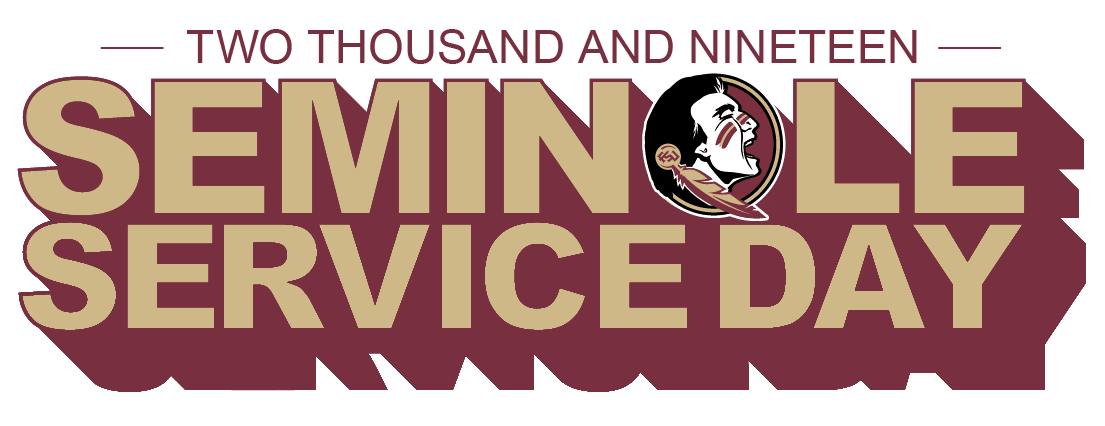 TWO THOUSAND AND NINETEEN
SEMINOLE
SERVICE DAY